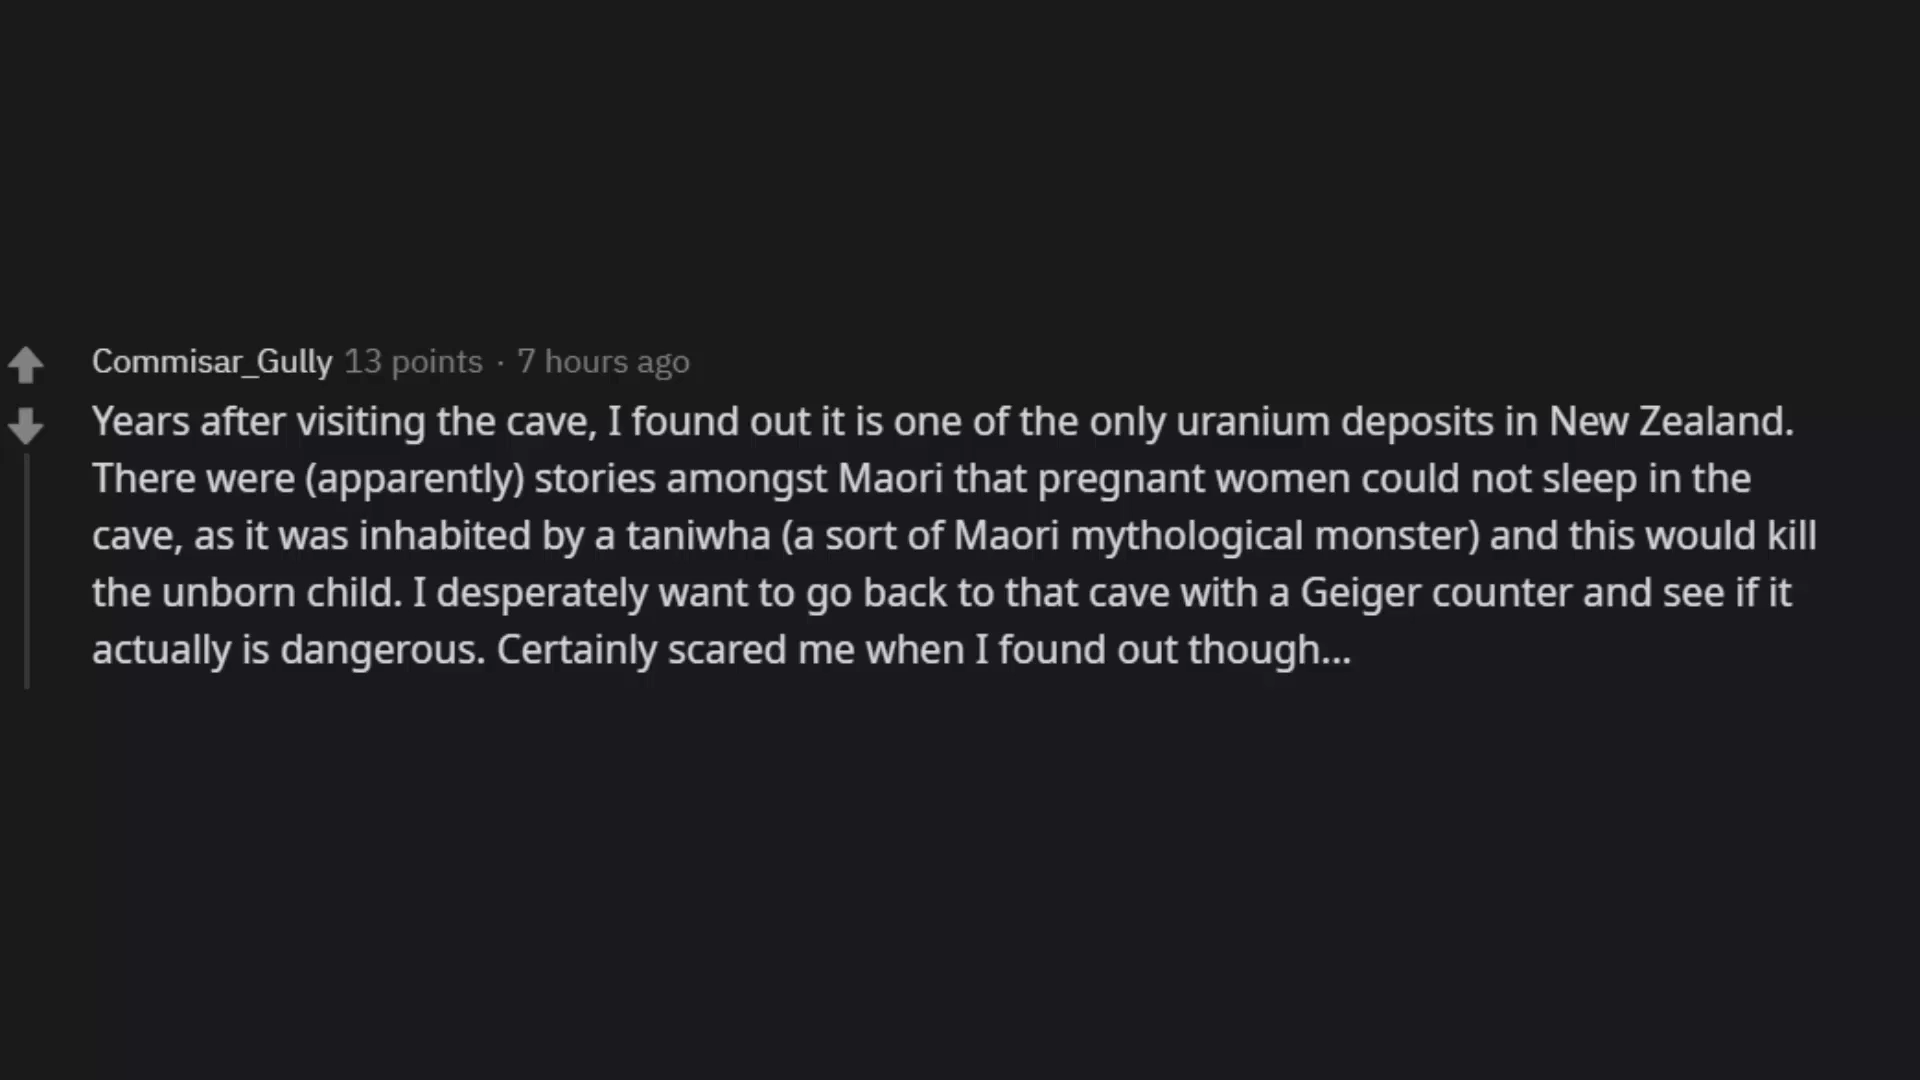 Commisar_Gully 13 points · 7 hours ago
Years after visiting the cave, I found out it is one of the only uranium deposits in New Zealand.
There were (apparently) stories amongst Maori that pregnant women could not sleep in the
cave, as it was inhabited by a taniwha (a sort of Maori mythological monster) and this would kill
the unborn child. I desperately want to go back to that cave with a Geiger counter and see if it
actually is dangerous. Certainly scared me when I found out though...